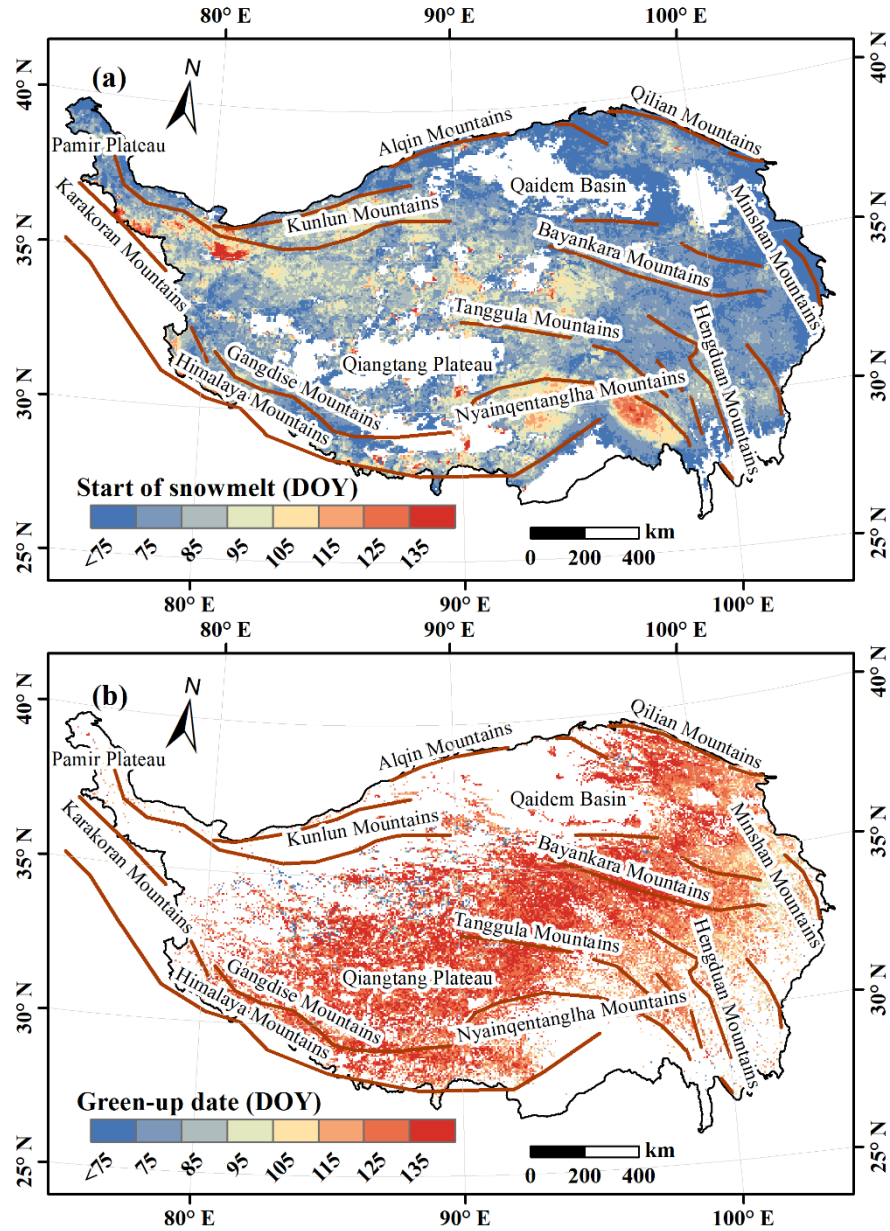 80° E 90° E 100° E
(a)
N
40° N
40° N
Pamir Plateau
Alqin Mountains
Qilian Mountains
Qaidem Basin
Karakoran Mountains
Kunlun Mountains
Minshan Mountains
35° N
35° N
Bayankara Mountains
Tanggula Mountains
Hengduan Mountains
Gangdise Mountains
Qiangtang Plateau
Himalaya Mountains
Nyainqentanglha Mountains
30° N
30° N
Start of snowmelt (DOY)
<75 75 85 95 105 115 125 135
km
0 200 400
25° N
25° N
80° E 90° E 100° E
80° E 90° E 100° E
(b)
N
40° N
40° N
Pamir Plateau
Alqin Mountains
Qilian Mountains
Qaidem Basin
Karakoran Mountains
Kunlun Mountains
Minshan Mountains
35° N
35° N
Bayankara Mountains
Tanggula Mountains
Hengduan Mountains
Gangdise Mountains
Qiangtang Plateau
Himalaya Mountains
Nyainqentanglha Mountains
30° N
30° N
Green-up date (DOY)
<75 75 85 95 105 115 125 135
km
0 200 400
25° N
25° N
80° E 90° E 100° E